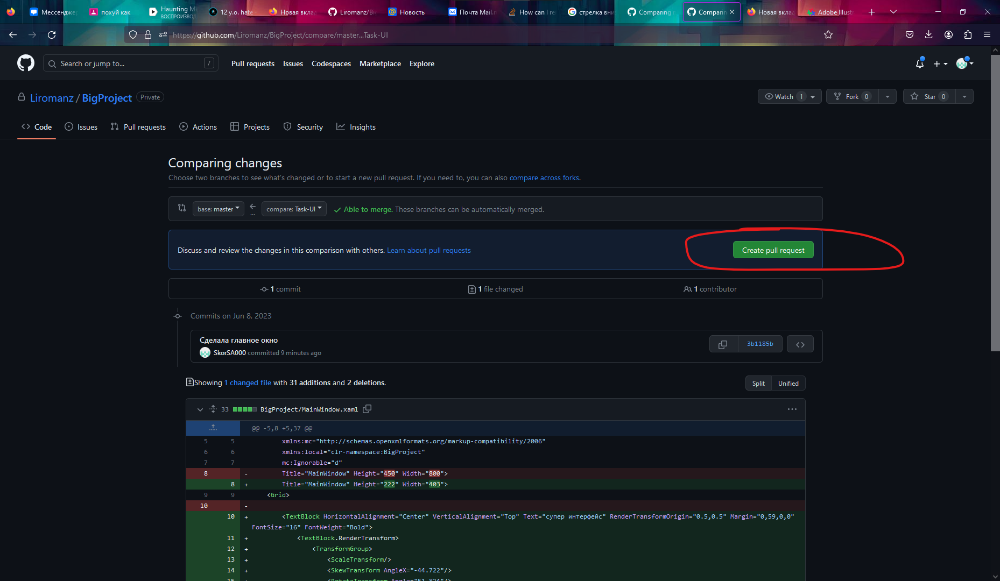 Мессендже
похуй как
Haunting M
ВОСПРОИЗВОД
12 y.o. hate
Новая вкла
Liromanz/Bi
Новость
Почта Mail.r
How can I re
стрелка вни
Comparing
Comparin
Новая вклад
Adobe Illustr
https://github.com/Liromanz/BigProject/compare/master...Task-UI
Search or jump to...
/
Pull requests
Issues
Codespaces
Marketplace
Explore
Liromanz / BigProject
Private
Watch 1
Fork 0
Star 0
Code
Issues
Pull requests
Actions
Projects
Security
Insights
Comparing changes
Choose two branches to see what's changed or to start a new pull request. If you need to, you can also compare across forks.
base: master
...
compare: Task-UI
Able to merge. These branches can be automatically merged.
Discuss and review the changes in this comparison with others. Learn about pull requests
Create pull request
1 commit
1 file changed
1 contributor
Commits on Jun 8, 2023
Сделала главное окно
3b1185b
SkorSA000 committed 9 minutes ago
Showing 1 changed file with 31 additions and 2 deletions.
Split
Unified
33 BigProject/MainWindow.xaml
@@ -5,8 +5,37 @@
5 5 xmlns:mc="http://schemas.openxmlformats.org/markup-compatibility/2006"
6 6 xmlns:local="clr-namespace:BigProject"
7 7 mc:Ignorable="d"
8 - Title="MainWindow" Height="450" Width="800">
8 + Title="MainWindow" Height="222" Width="403">
9 9 <Grid>
10 -
10 + <TextBlock HorizontalAlignment="Center" VerticalAlignment="Top" Text="супер интерфейс" RenderTransformOrigin="0.5,0.5" Margin="0,59,0,0"
FontSize="16" FontWeight="Bold">
11 + <TextBlock.RenderTransform>
12 + <TransformGroup>
13 + <ScaleTransform/>
14 + <SkewTransform AngleX="-44.722"/>
15 + <RotateTransform Angle="51.824"/>